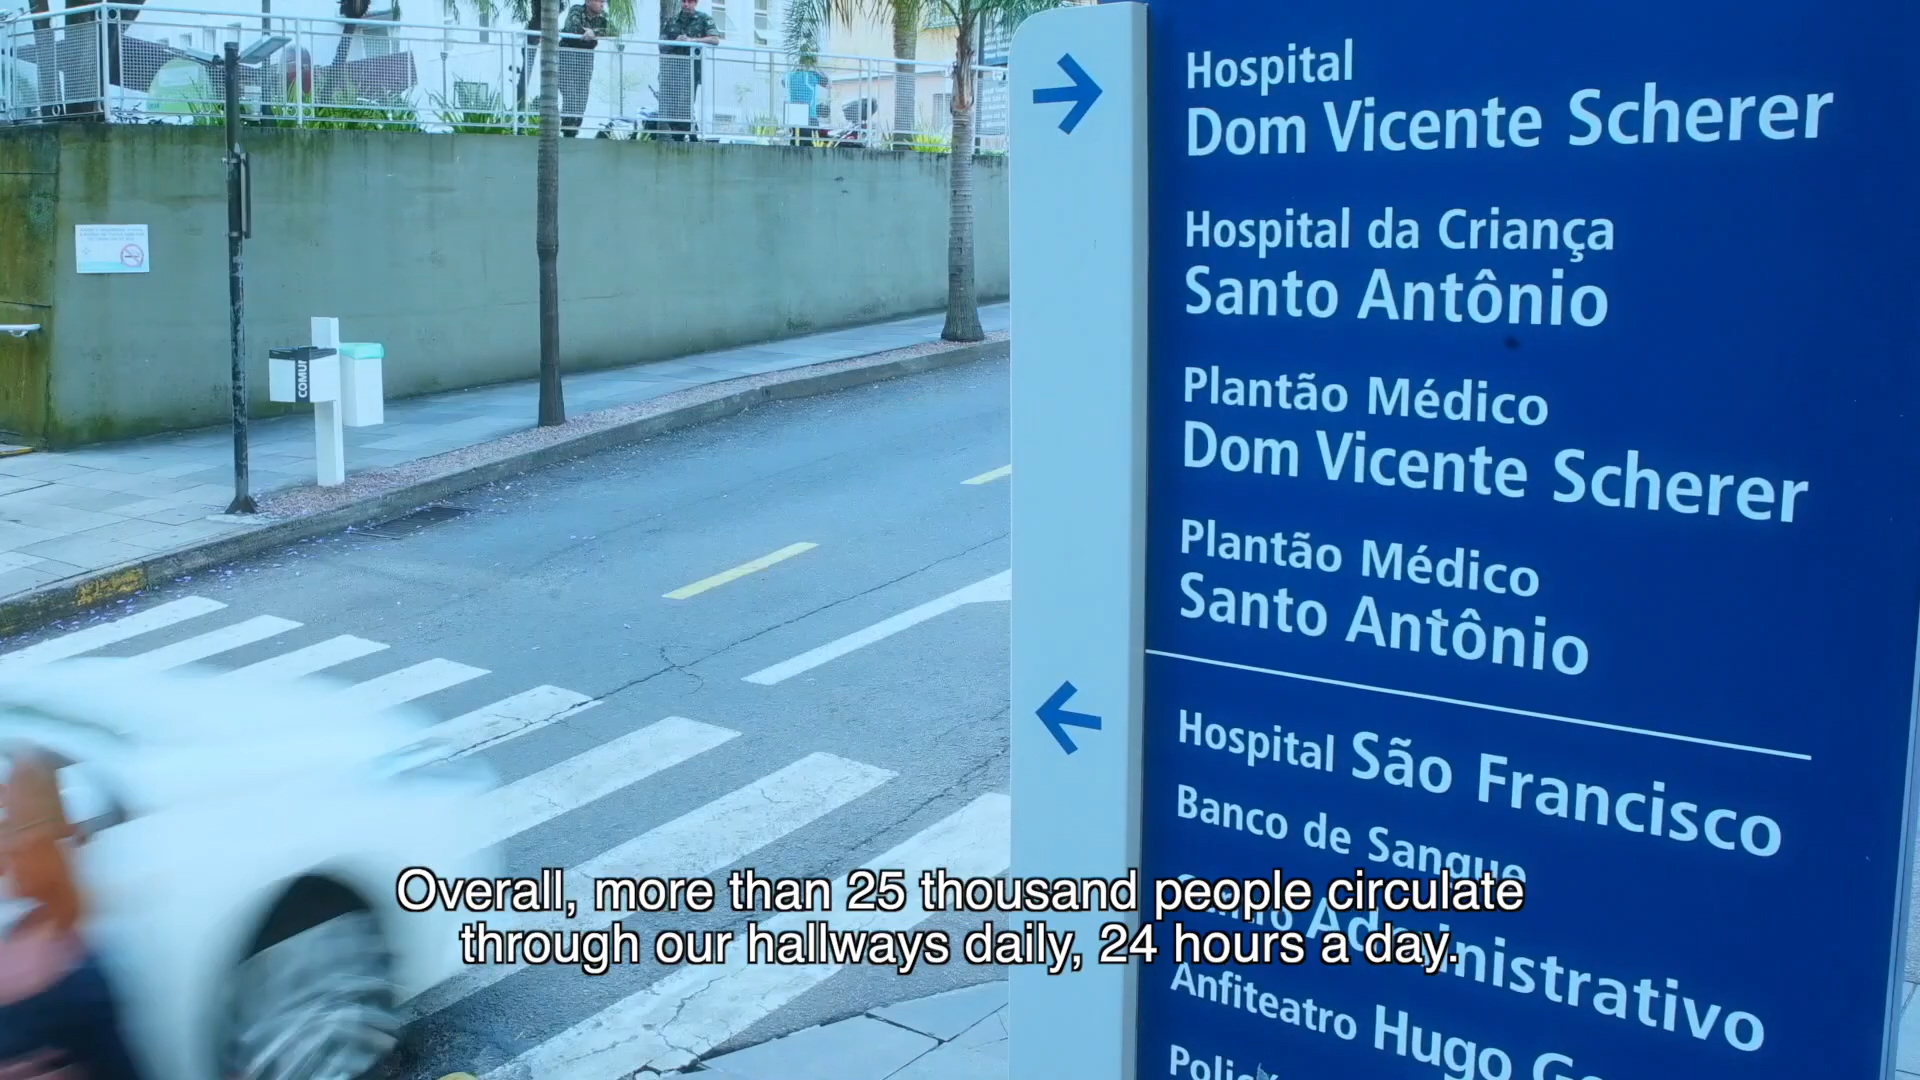 Hospital
Dom Vicente Scherer
Hospital da Criança
Santo Antônio
Plantão Médico
Dom Vicente Scherer
Plantão Médico
Santo Antônio
Hospital São Francisco
Banco de Sangue
Administrativo
Anfiteatro Hugo
COMUM
Overall, more than 25 thousand people circulate
through our hallways daily, 24 hours a day.